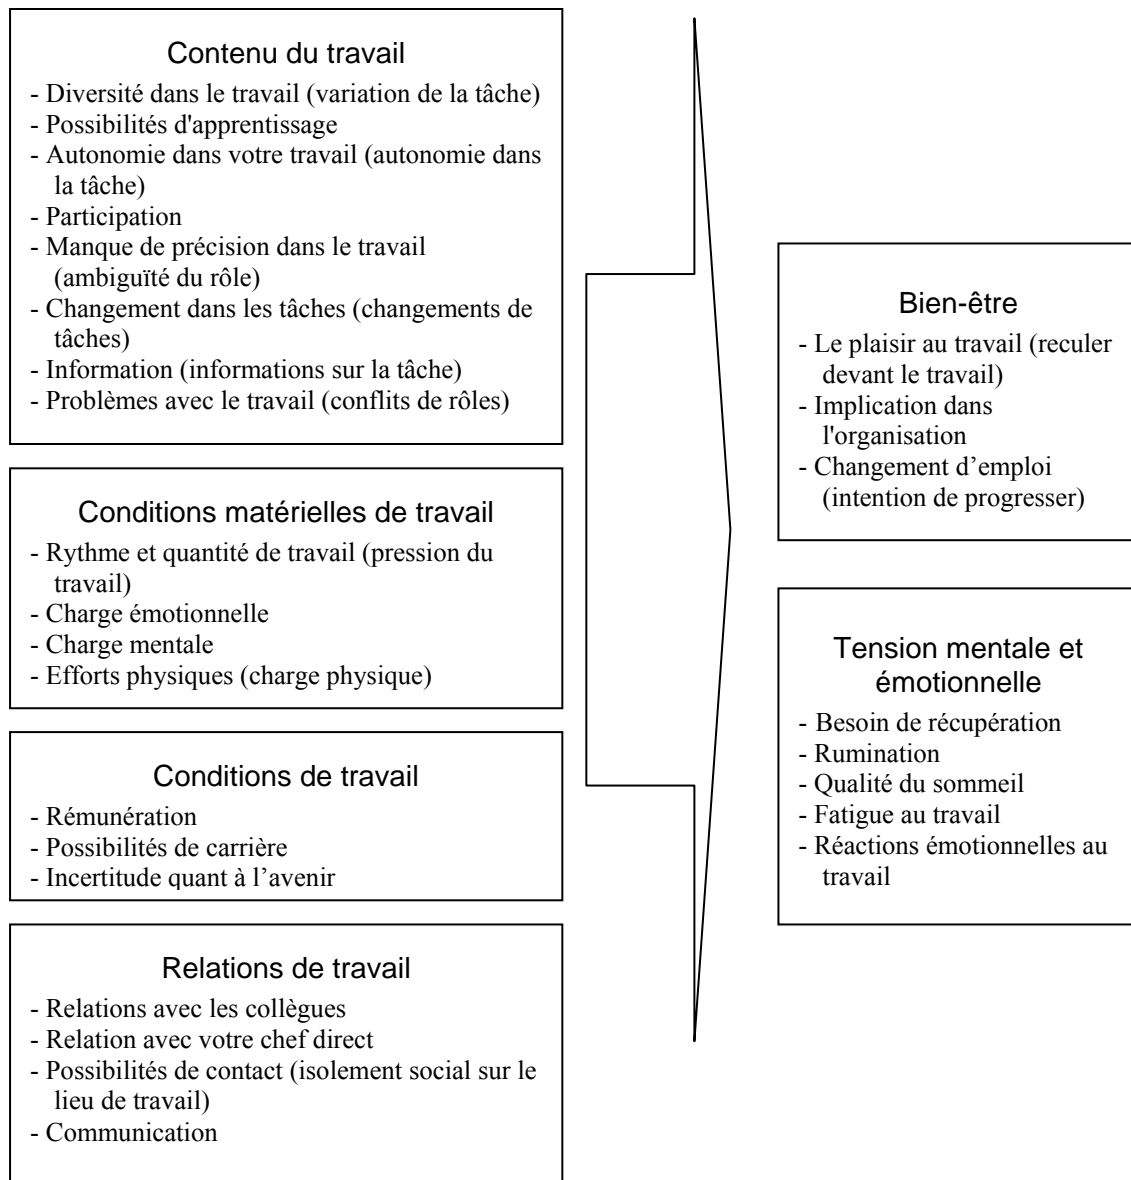 Contenu du travail
- Diversité dans le travail (variation de la tâche)
- Possibilités d'apprentissage
- Autonomie dans votre travail (autonomie dans
la tâche)
- Participation
- Manque de précision dans le travail
(ambiguïté du rôle)
- Changement dans les tâches (changements de
tâches)
- Information (informations sur la tâche)
- Problèmes avec le travail (conflits de rôles)
Conditions matérielles de travail
- Rythme et quantité de travail (pression du
travail)
- Charge émotionnelle
- Charge mentale
- Efforts physiques (charge physique)
Conditions de travail
- Rémunération
- Possibilités de carrière
- Incertitude quant à l’avenir
Relations de travail
- Relations avec les collègues
- Relation avec votre chef direct
- Possibilités de contact (isolement social sur le
lieu de travail)
- Communication
Bien-être
- Le plaisir au travail (reculer
devant le travail)
- Implication dans
l'organisation
- Changement d’emploi
(intention de progresser)
Tension mentale et
émotionnelle
- Besoin de récupération
- Rumination
- Qualité du sommeil
- Fatigue au travail
- Réactions émotionnelles au
travail